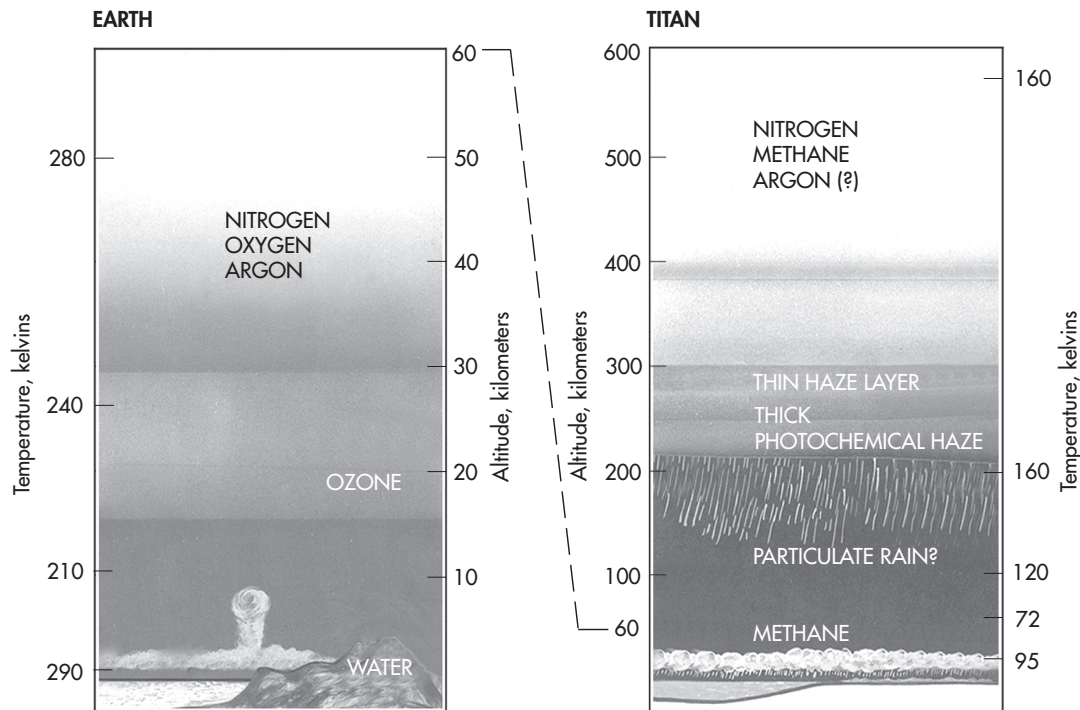 EARTH
Temperature, kelvins
280
240
210
290
NITROGEN
OXYGEN
ARGON
OZONE
WATER
60
50
40
30
20
10
Altitude, kilometers
TITAN
Altitude, kilometers
600
500
400
300
200
100
60
NITROGEN
METHANE
ARGON (?)
THIN HAZE LAYER
THICK
PHOTOCHEMICAL HAZE
PARTICULATE RAIN?
METHANE
160
160
120
72
95
Temperature, kelvins